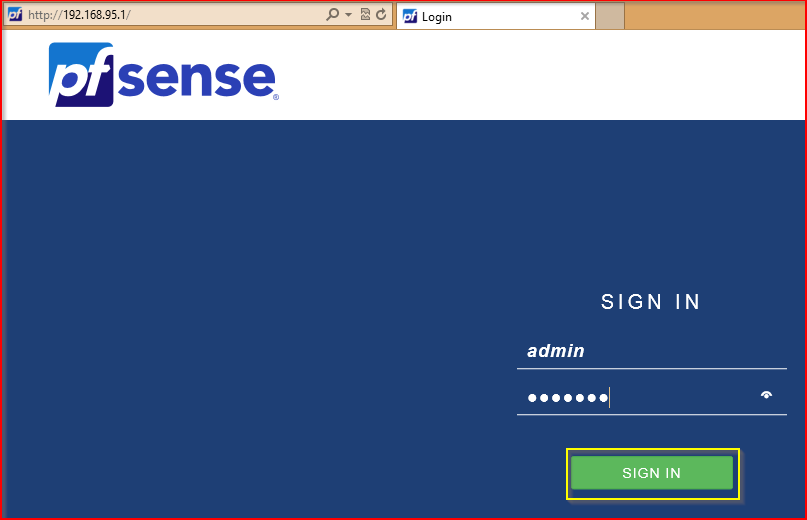 http://192.168.95.1/
Login
pfsense®
SIGN IN
admin
●●●●●●●
SIGN IN